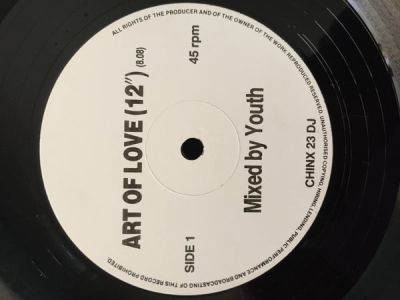 ALL RIGHTS OF THE PRODUCER AND OF THE OWNER OF THE WORK REPRODUCED RESERVED. UNAUTHORISED COPYING, HIRING, LENDING, PUBLIC PERFORMANCE AND BROADCASTING OF THIS RECORD PROHIBITED.
ART OF LOVE (12") (8.08)
SIDE 1
45 rpm
Mixed by Youth
CHINX 23 DJ